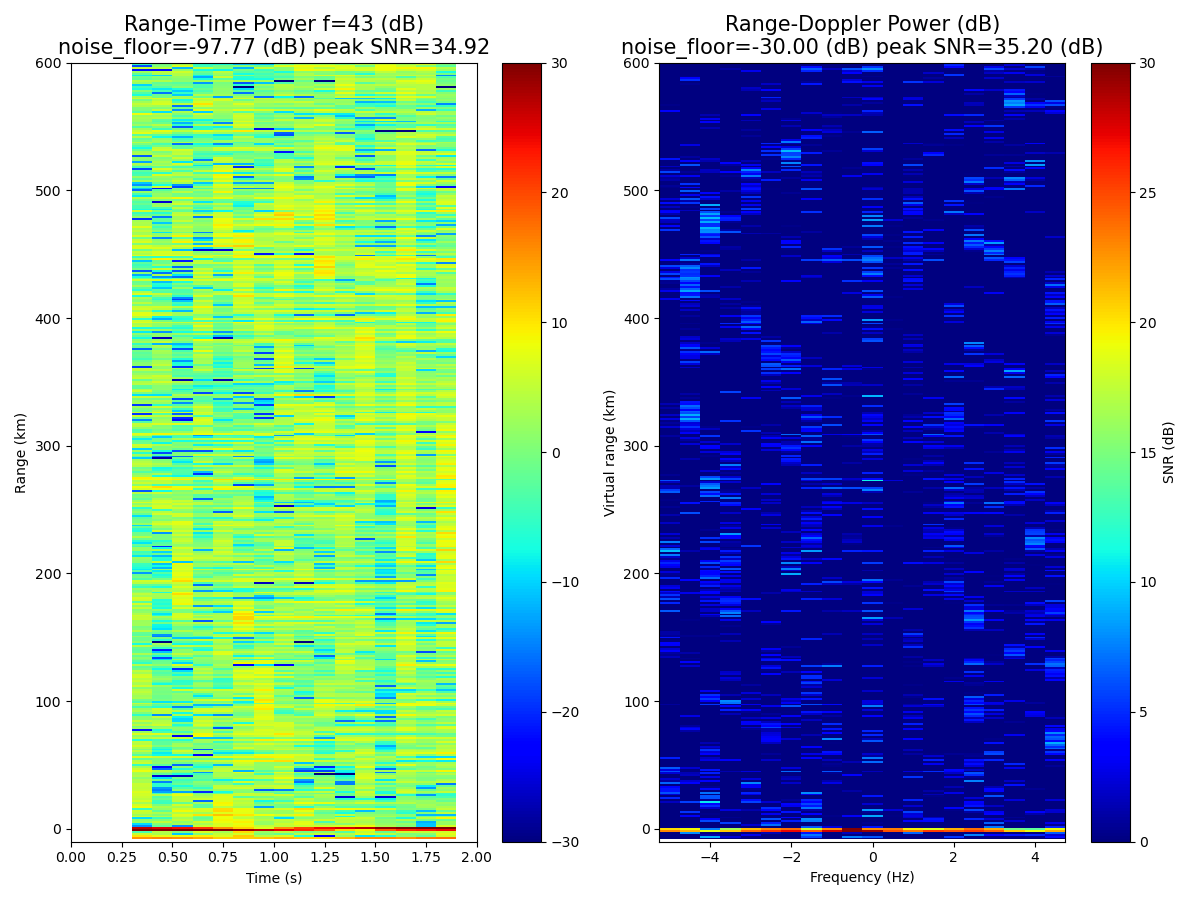 Range-Time Power f=43 (dB)
noise_floor=-97.77 (dB) peak SNR=34.92
Range (km)
600
500
400
300
200
100
0
0.00 0.25 0.50 0.75 1.00 1.25 1.50 1.75 2.00
Time (s)
30
20
10
0
−10
−20
−30
Range-Doppler Power (dB)
noise_floor=-30.00 (dB) peak SNR=35.20 (dB)
Virtual range (km)
600
500
400
300
200
100
0
−4 −2 0 2 4
Frequency (Hz)
30
25
20
15
10
5
0
SNR (dB)